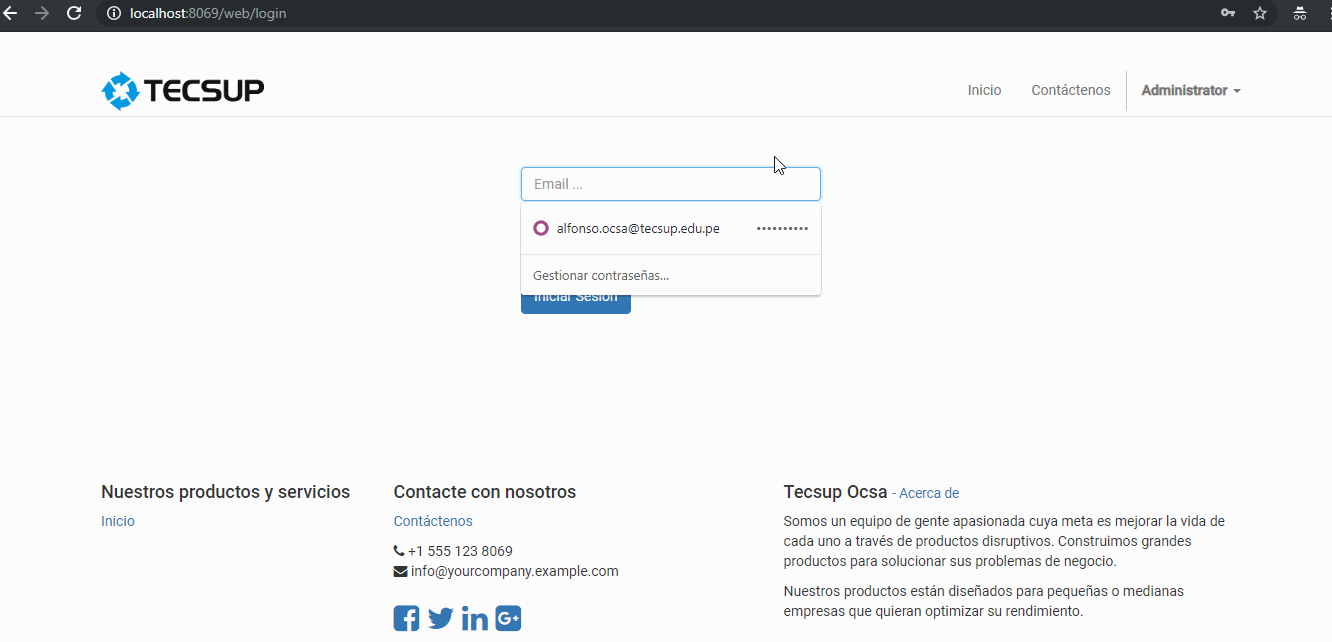 localhost:8069/web/login
TECSUP
Inicio
Contáctenos
Administrator
Email ...
alfonso.ocsa@tecsup.edu.pe ••••••••••
Gestionar contraseñas...
Iniciar Sesión
Nuestros productos y servicios
Inicio
Contacte con nosotros
Contáctenos
+1 555 123 8069
info@yourcompany.example.com
Tecsup Ocsa - Acerca de
Somos un equipo de gente apasionada cuya meta es mejorar la vida de
cada uno a través de productos disruptivos. Construimos grandes
productos para solucionar sus problemas de negocio.
Nuestros productos están diseñados para pequeñas o medianas
empresas que quieran optimizar su rendimiento.